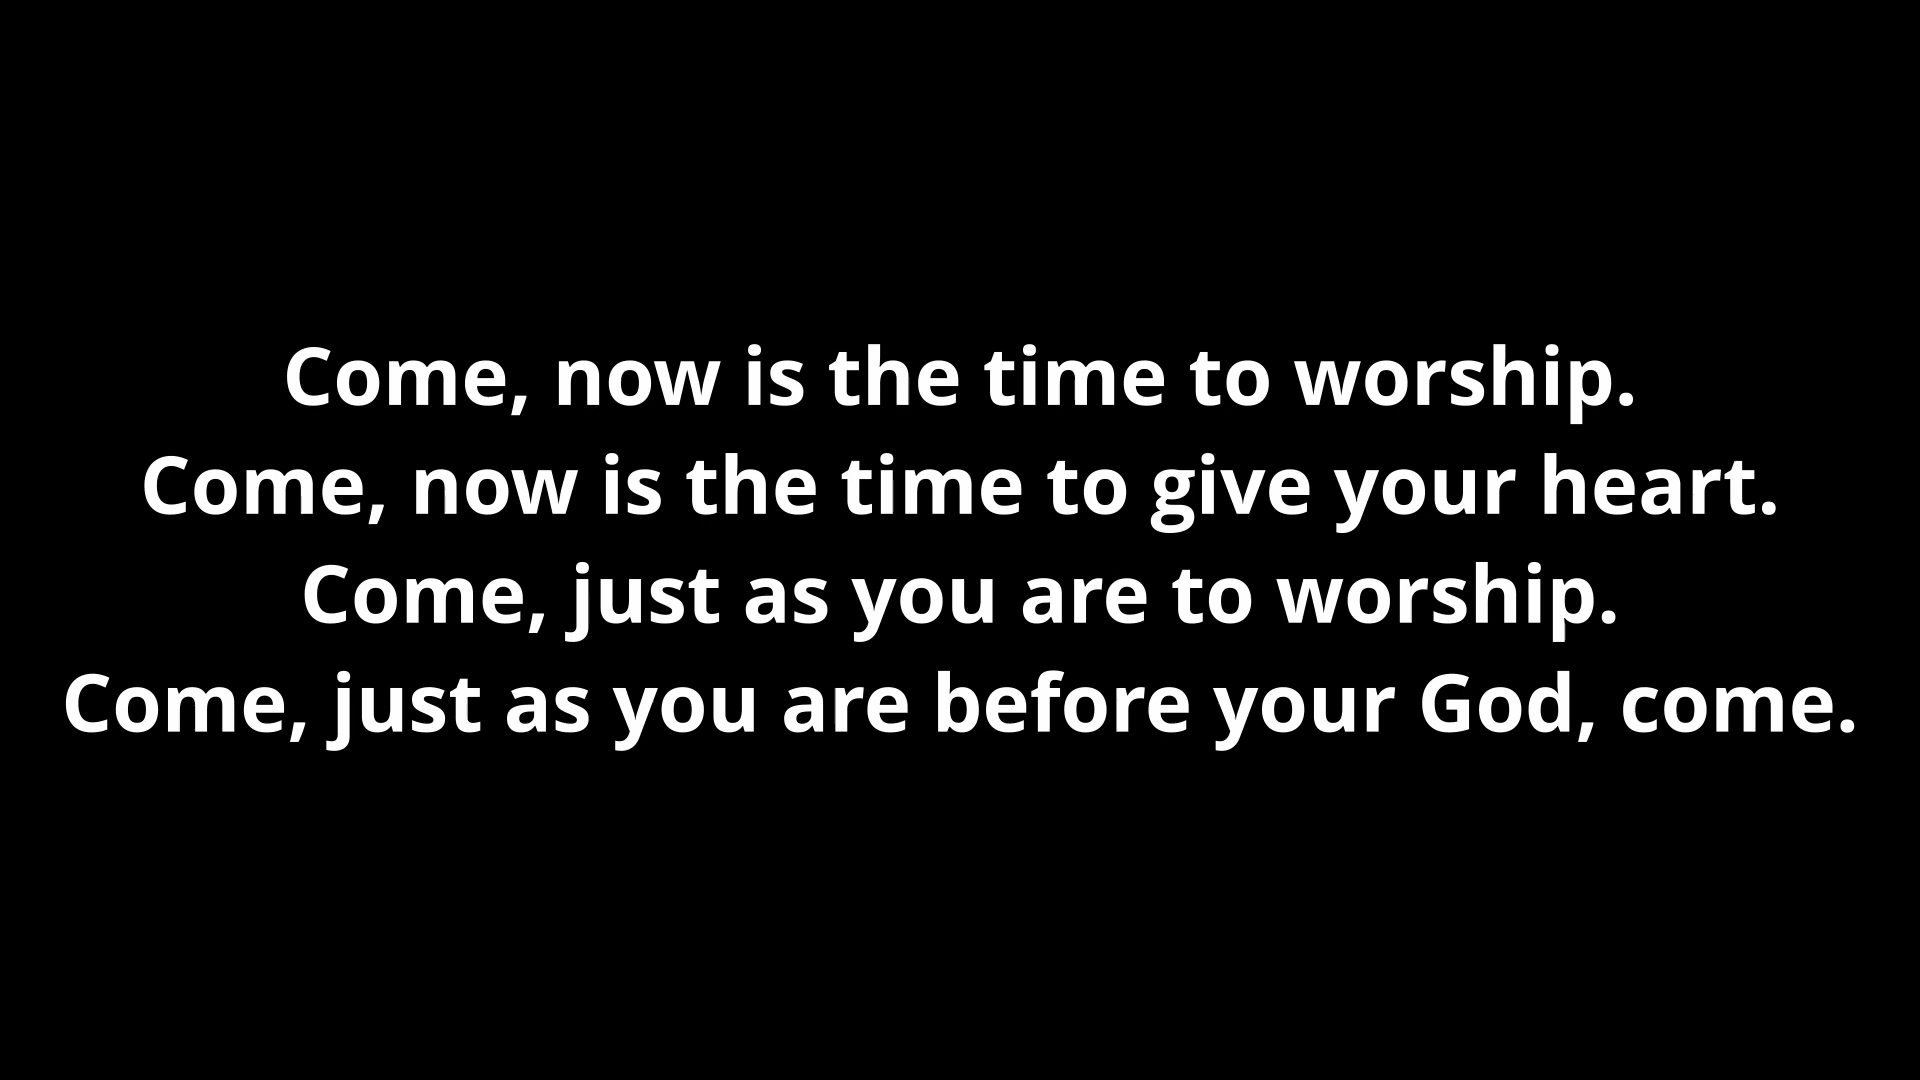 Come, now is the time to worship.
Come, now is the time to give your heart.
Come, just as you are to worship.
Come, just as you are before your God, come.